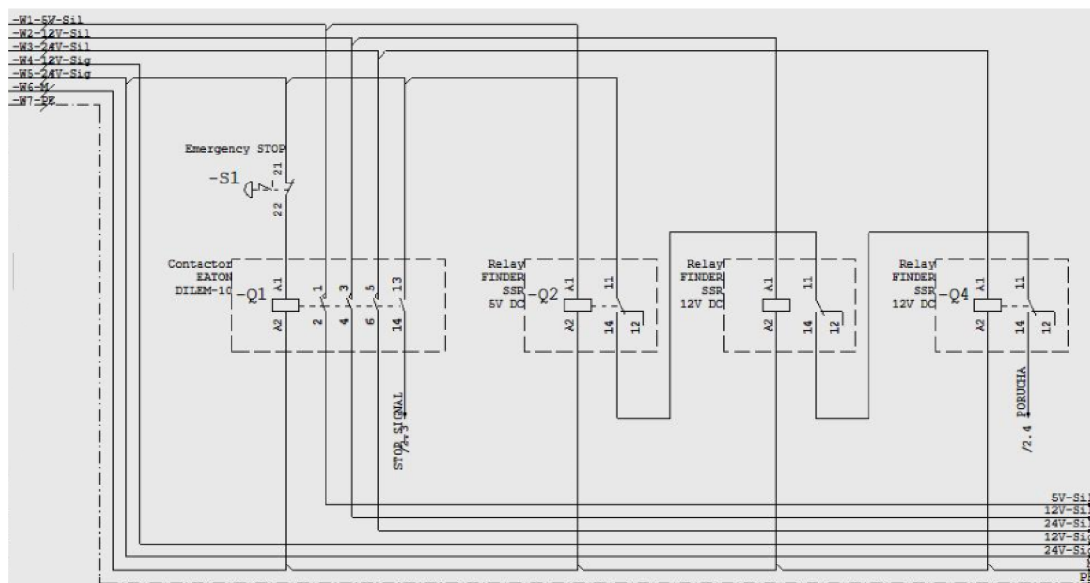 -W1-5V-Sil
-W2-12V-Sil
-W3-24V-Sil
-W4-12V-Sig
-W5-24V-Sig
-W6-M
-W7-PE
Emergency STOP
-S1
21
22
Contactor
EATON
DILEM-10
-Q1
A1
A2
1
2
3
4
5
6
13
14
STOP SIGNAL
Relay
FINDER
SSR
5V DC
-Q2
A1
A2
11
14
12
Relay
FINDER
SSR
12V DC
A1
A2
11
14
12
Relay
FINDER
SSR
12V DC
-Q4
A1
A2
11
14
12
/2.4 PORUCHA
5V-Sil
12V-Sil
24V-Sil
12V-Sig
24V-Sig